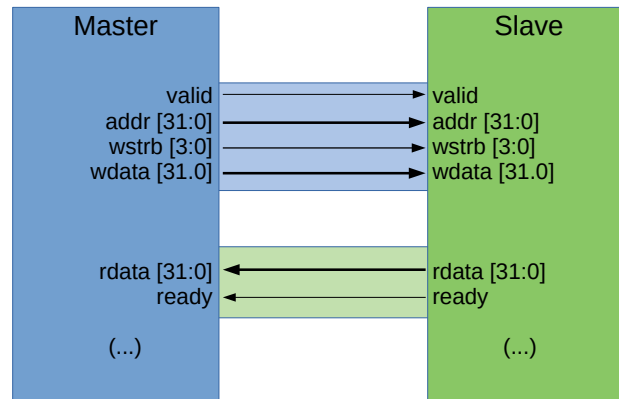 Master
Slave
valid
valid
addr [31:0]
addr [31:0]
wstrb [3:0]
wstrb [3:0]
wdata [31.0]
wdata [31.0]
rdata [31:0]
rdata [31:0]
ready
ready
(...)
(...)